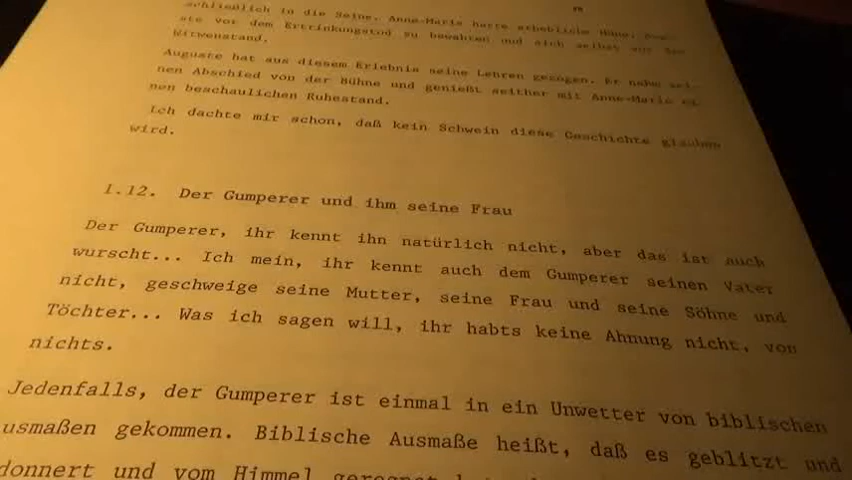 schließlich in die Seine. Anne-Marie hatte erhebliche Mühe,
vor dem Ertrinkungstod zu bewahren und sich selbst vor dem
Witwenstand.
Auguste hat aus diesem Erlebnis seine Lehren gezogen. Er nahm sei-
nen Abschied von der Bühne und genießt seither mit Anne-Marie ei-
nen beschaulichen Ruhestand.
Ich dachte mir schon, daß kein Schwein diese Geschichte glauben
wird.
1.12. Der Gumperer und ihm seine Frau
Der Gumperer, ihr kennt ihn natürlich nicht, aber das ist auch
wurscht... Ich mein, ihr kennt auch dem Gumperer seinen Vater
nicht, geschweige seine Mutter, seine Frau und seine Söhne und
Töchter... Was ich sagen will, ihr habts keine Ahnung nicht, von
nichts.
Jedenfalls, der Gumperer ist einmal in ein Unwetter von biblischen
usmaßen gekommen. Biblische Ausmaße heißt, daß es geblitzt und
donnert und vom Himmel geregnet